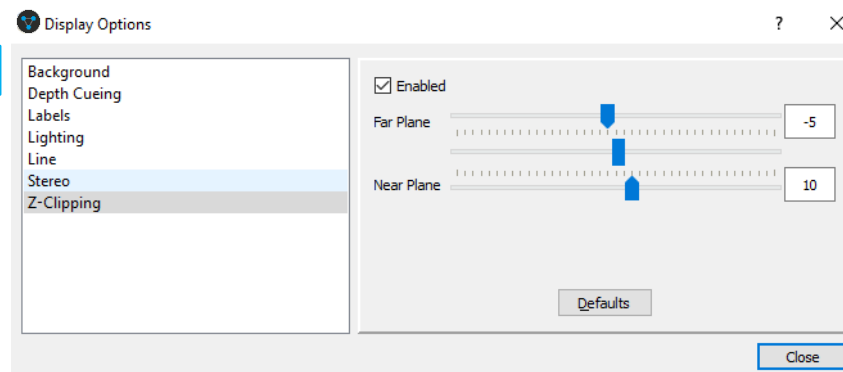 Display Options
?
Background
Depth Cueing
Labels
Lighting
Line
Stereo
Z-Clipping
Enabled
Far Plane
-5
Near Plane
10
Defaults
Close